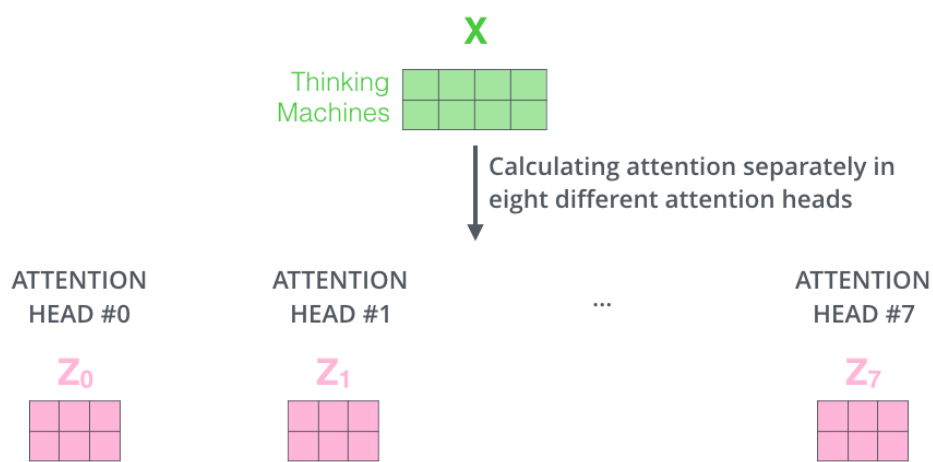 X
Thinking
Machines
Calculating attention separately in
eight different attention heads
ATTENTION
HEAD #0
ATTENTION
HEAD #1
...
ATTENTION
HEAD #7
Z0
Z1
Z7